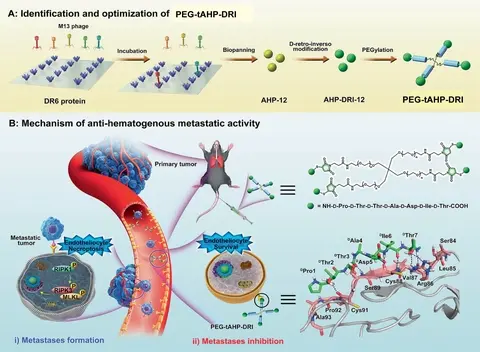 A: Identification and optimization of PEG-tAHP-DRI
M13 phage
Incubation
Biopanning
D-retro-inverso
modification
PEGylation
DR6 protein
AHP-12
AHP-DRI-12
PEG-tAHP-DRI
B: Mechanism of anti-hematogenous metastatic activity
Primary tumor
= NH-D-Pro-D-Thr-D-Thr-D-Ala-D-Asp-D-Ile-D-Thr-COOH
Metastatic
tumor
Endotheliocyte
Necroptosis
Endotheliocyte
Survival
RIPK1
P
RIPK3
P
MLKL
P
PEG-tAHP-DRI
DAla4
DIle6
DThr7
Ser84
DThr3
DThr2
DAsp5
DPro1
Leu85
Val87
Cys88
Arg86
Ser89
Pro92
Cys91
Ala93
i) Metastases formation
ii) Metastases inhibition